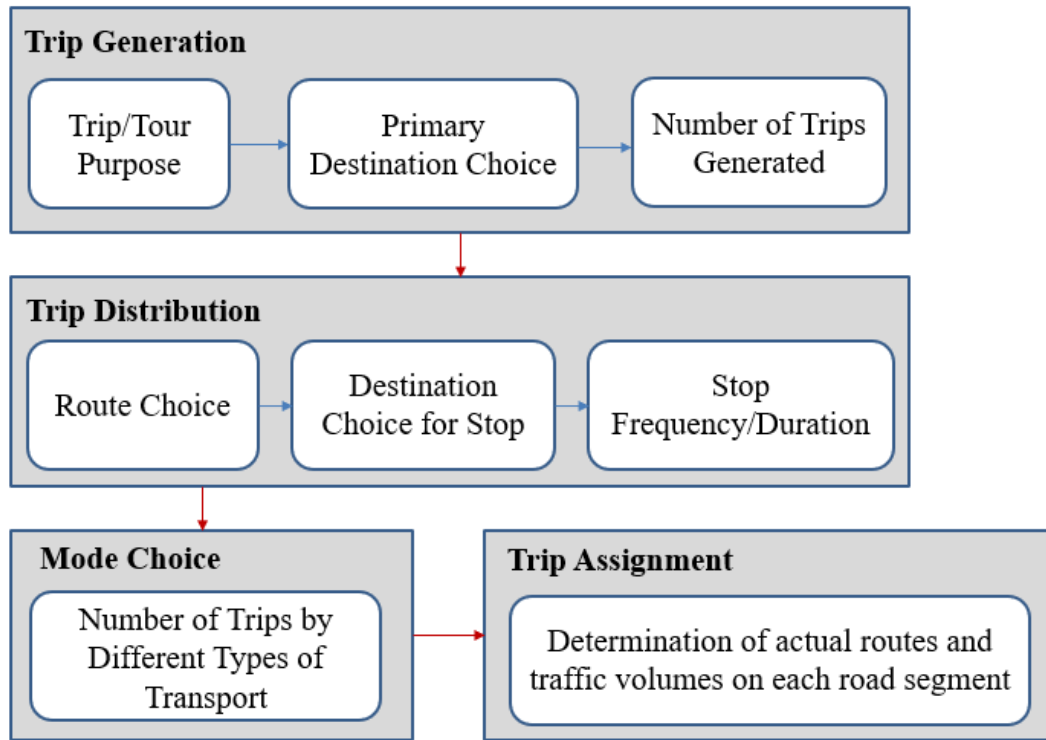 Trip Generation
Trip/Tour
Purpose
Primary
Destination Choice
Number of Trips
Generated
Trip Distribution
Route Choice
Destination
Choice for Stop
Stop
Frequency/Duration
Mode Choice
Number of Trips by
Different Types of
Transport
Trip Assignment
Determination of actual routes and
traffic volumes on each road segment